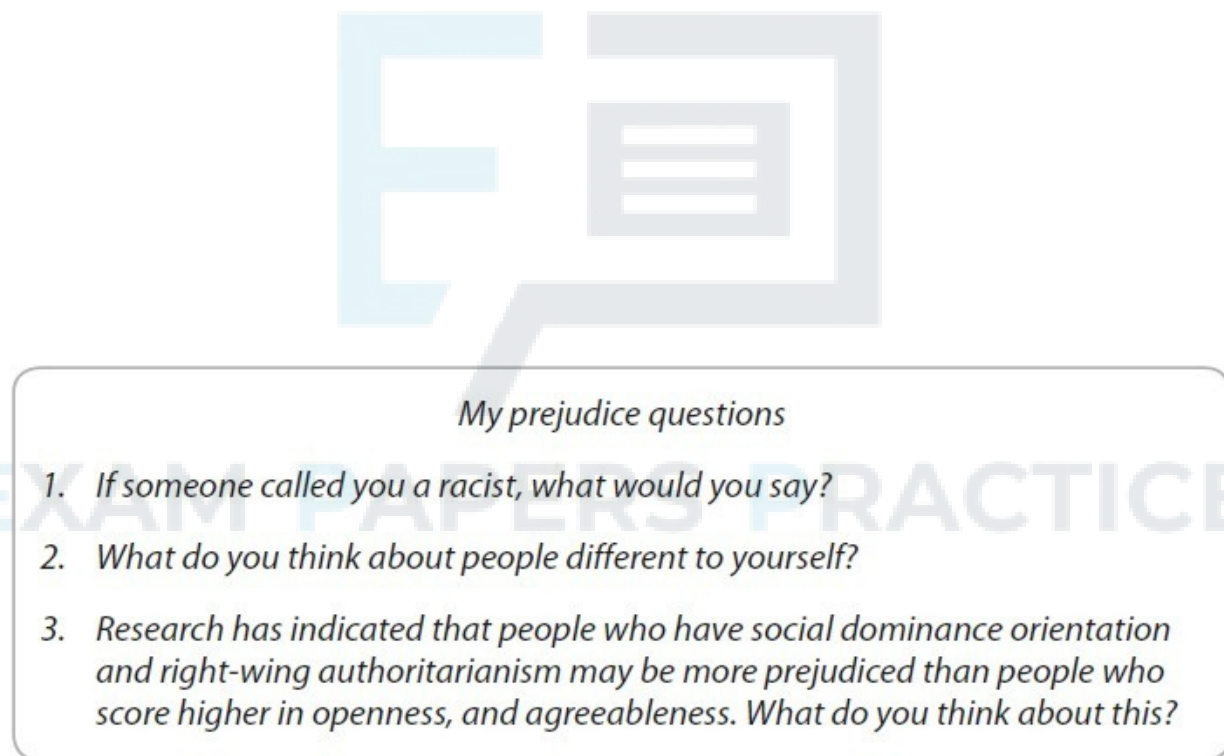 My prejudice questions
1. If someone called you a racist, what would you say?
EXAM PAPERS PRACTICE
2. What do you think about people different to yourself?
3. Research has indicated that people who have social dominance orientation
and right-wing authoritarianism may be more prejudiced than people who
score higher in openness, and agreeableness. What do you think about this?